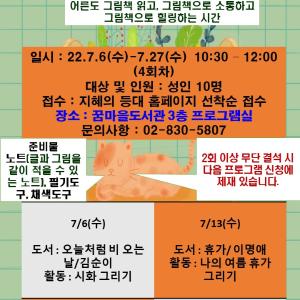 어른도 그림책 읽고, 그림책으로 소통하고
그림책으로 힐링하는 시간
일시 : 22.7.6(수)-7.27(수) 10:30 - 12:00
(4회차)
대상 및 인원 : 성인 10명
접수 : 지혜의 등대 홈페이지 선착순 접수
장소 : 꿈마을도서관 3층 프로그램실
문의사항 : 02-830-5807
준비물
노트(글과 그림을
같이 적을 수 있
는 노트), 필기도
구, 채색도구
2회 이상 무단 결석 시
다음 프로그램 신청에
제재 있습니다.
7/6(수)
도서 : 오늘처럼 비 오는
날/김순이
활동 : 시화 그리기
7/13(수)
도서 : 휴가/ 이명애
활동 : 나의 여름 휴가
그리기